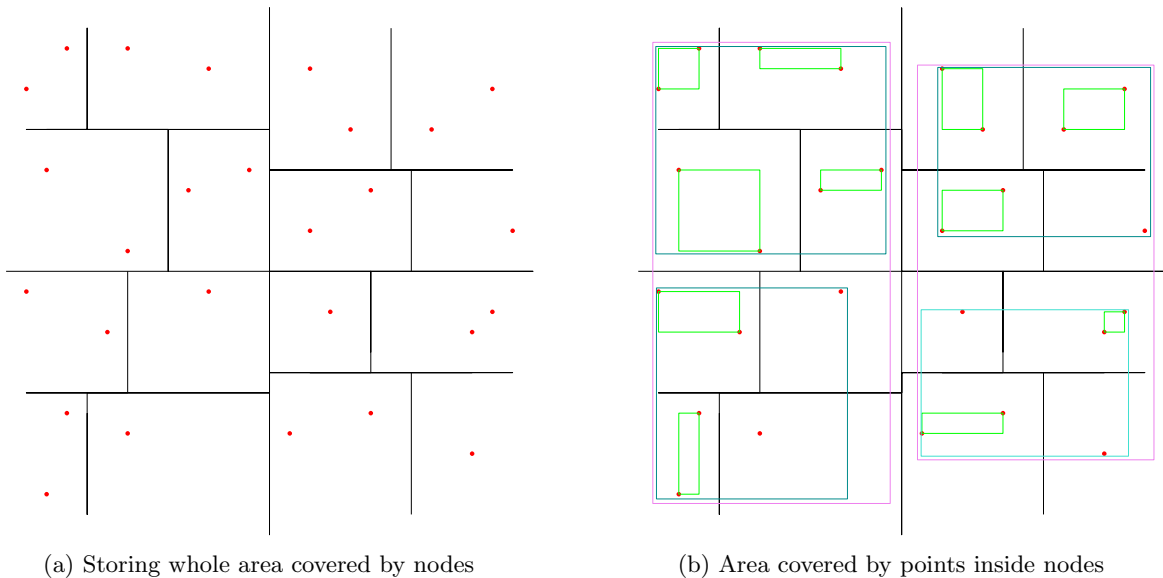 (a) Storing whole area covered by nodes
(b) Area covered by points inside nodes